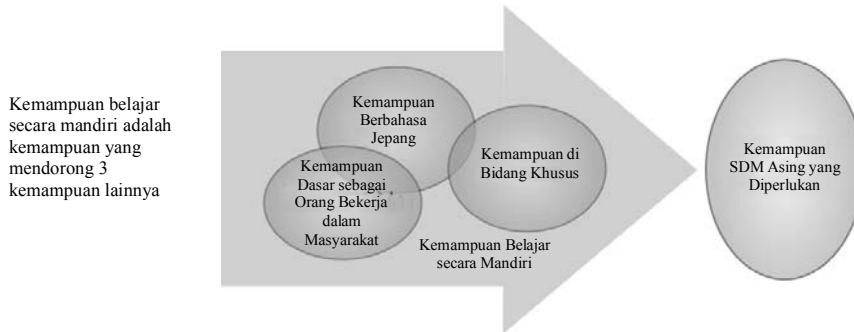 Kemampuan belajar
secara mandiri adalah
kemampuan yang
mendorong 3
kemampuan lainnya
Kemampuan
Berbahasa
Jepang
Kemampuan
Dasar sebagai
Orang Bekerja
dalam
Masyarakat
Kemampuan di
Bidang Khusus
Kemampuan Belajar
secara Mandiri
Kemampuan
SDM Asing yang
Diperlukan